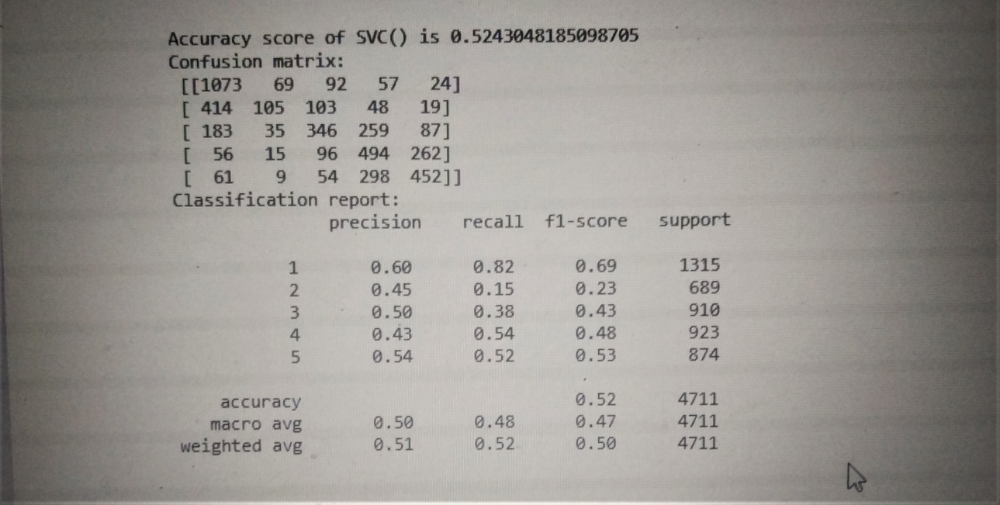 Accuracy score of SVC() is 0.5243048185098705
Confusion matrix:
[[1073 69 92 57 24]
[ 414 105 103 48 19]
[ 183 35 346 259 87]
[ 56 15 96 494 262]
[ 61 9 54 298 452]]
Classification report:
precision recall f1-score support
1 0.60 0.82 0.69 1315
2 0.45 0.15 0.23 689
3 0.50 0.38 0.43 910
4 0.43 0.54 0.48 923
5 0.54 0.52 0.53 874
accuracy 0.52 4711
macro avg 0.50 0.48 0.47 4711
weighted avg 0.51 0.52 0.50 4711